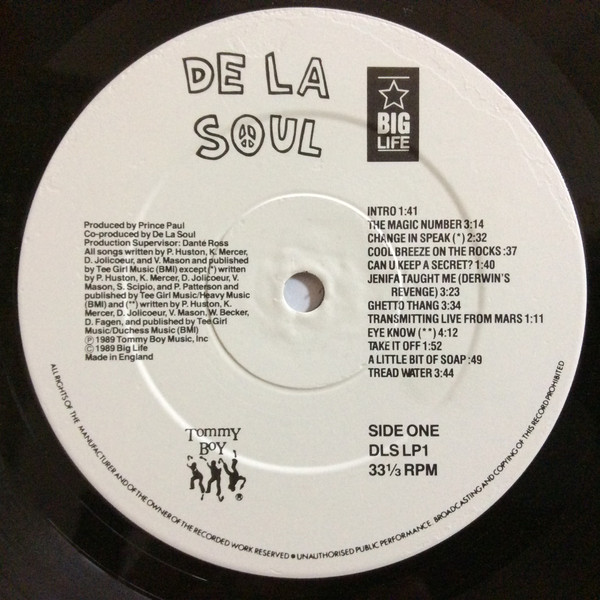 DE LA
SOUL
BIG
LIFE
Produced by Prince Paul
Co-produced by De La Soul
Production Supervisor: Danté Ross
All songs written by P. Huston, K. Mercer,
D. Jolicoeur, and V. Mason and published
by Tee Girl Music (BMI) except(*) written
by P. Huston, K. Mercer, D. Jolicoeur, V.
Mason, S. Scipio, and P. Patterson and
published by Tee Girl Music/Heavy Music
(BMI) and (**) written by P. Huston, K.
Mercer, D. Jolicoeur, V. Mason, W. Becker,
D. Fagen, and published by Tee Girl
Music/Duchess Music (BMI)
Ⓟ 1989 Tommy Boy Music, Inc
© 1989 Big Life
Made in England
INTRO 1:41
THE MAGIC NUMBER 3:14
CHANGE IN SPEAK (*) 2:32
COOL BREEZE ON THE ROCKS :37
CAN U KEEP A SECRET? 1:40
JENIFA TAUGHT ME (DERWIN'S
REVENGE) 3:23
GHETTO THANG 3:34
TRANSMITTING LIVE FROM MARS 1:11
EYE KNOW (**) 4:12
TAKE IT OFF 1:52
A LITTLE BIT OF SOAP :49
TREAD WATER 3:44
TOMMY
BOY
®
SIDE ONE
DLS LP1
33⅓ RPM
ALL RIGHTS OF THE MANUFACTURER AND OF THE OWNER OF THE RECORDED WORK RESERVED ● UNAUTHORISED PUBLIC PERFORMANCE, BROADCASTING AND COPYING OF THIS RECORD PROHIBITED